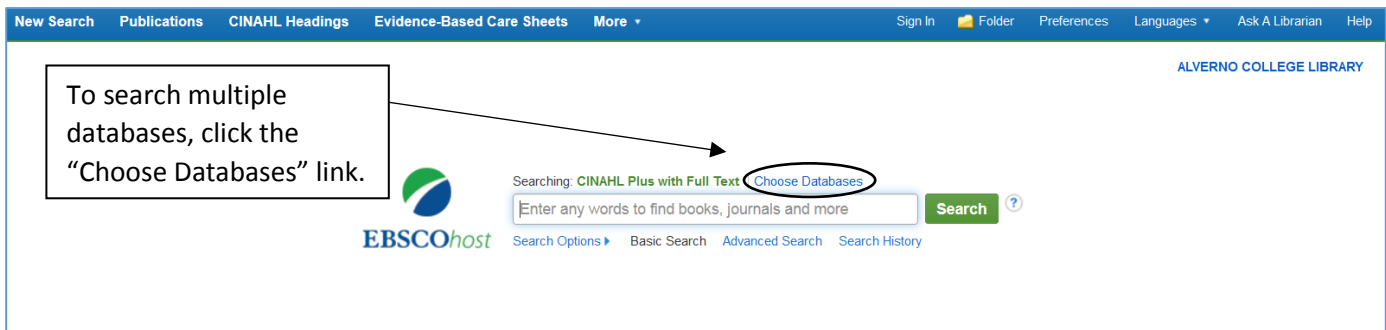 New Search Publications CINAHL Headings Evidence-Based Care Sheets More Sign In Folder Preferences Languages Ask A Librarian Help
ALVERNO COLLEGE LIBRARY
To search multiple
databases, click the
“Choose Databases” link.
Searching: CINAHL Plus with Full Text Choose Databases
Enter any words to find books, journals and more Search ?
EBSCOhost
Search Options Basic Search Advanced Search Search History